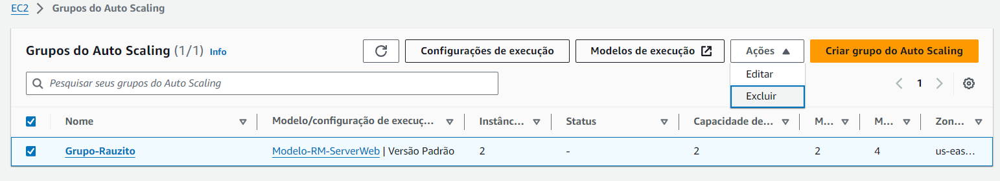 EC2 > Grupos do Auto Scaling
Grupos do Auto Scaling (1/1) Info
Configurações de execução
Modelos de execução
Ações
Criar grupo do Auto Scaling
Editar
Excluir
Pesquisar seus grupos do Auto Scaling
1
Nome Modelo/configuração de execuç... Instânc... Status Capacidade de... M... M... Zon...
Grupo-Rauzito Modelo-RM-ServerWeb | Versão Padrão 2 - 2 2 4 us-eas...